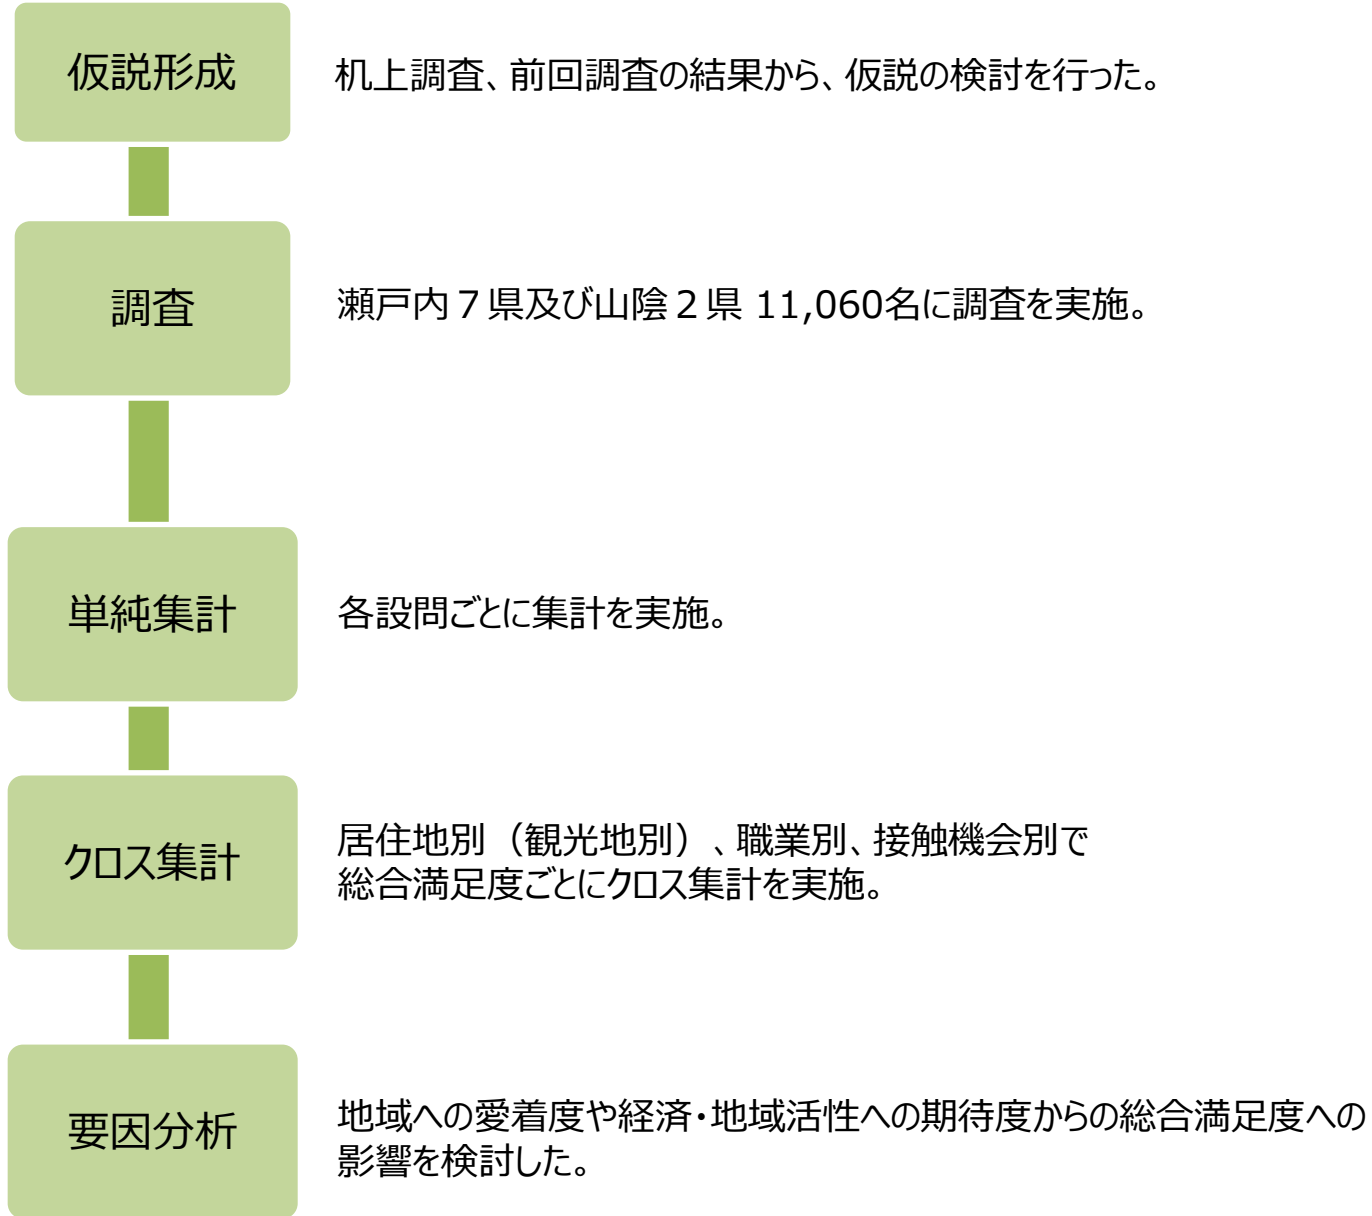 仮説形成
机上調査、前回調査の結果から、仮説の検討を行った。
調査
瀬戸内７県及び山陰２県 11,060名に調査を実施。
単純集計
各設問ごとに集計を実施。
クロス集計
居住地別（観光地別）、職業別、接触機会別で
総合満足度ごとにクロス集計を実施。
要因分析
地域への愛着度や経済・地域活性への期待度からの総合満足度への
影響を検討した。